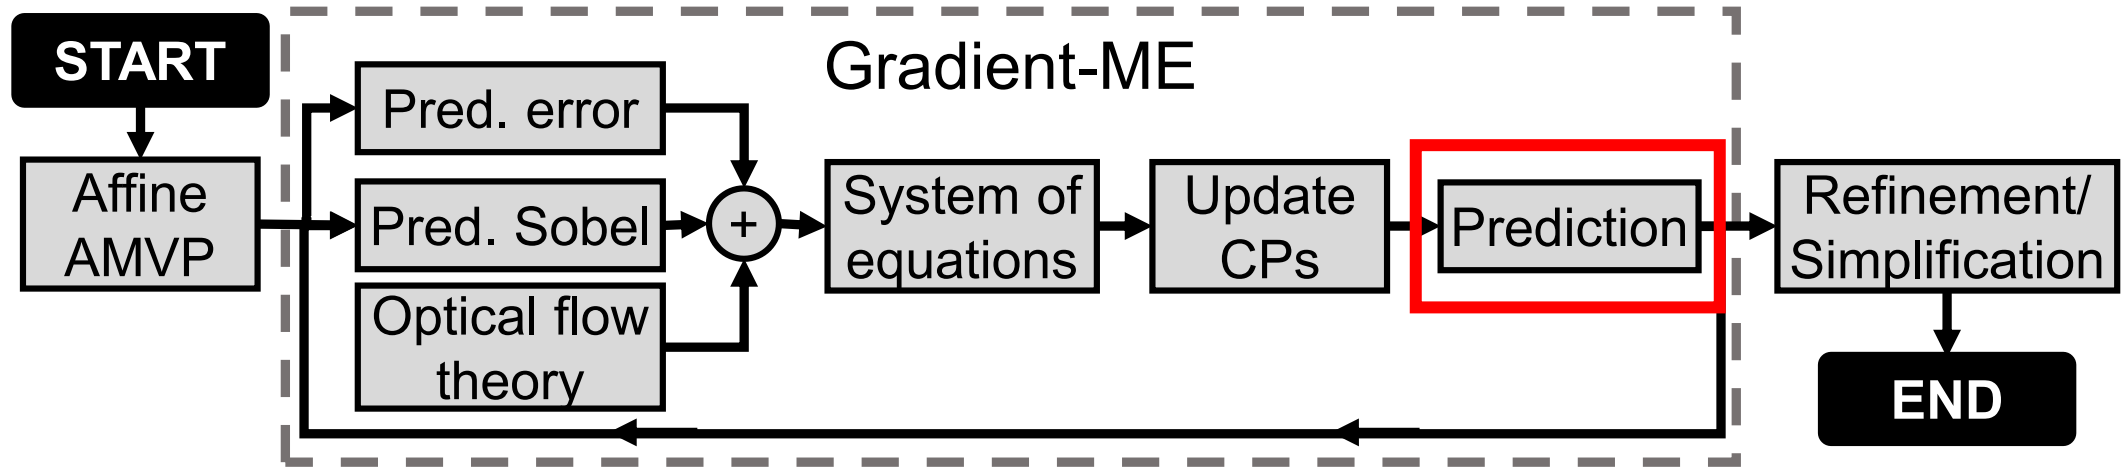 START
Gradient-ME
Affine
AMVP
Pred. error
Pred. Sobel
Optical flow
theory
+
System of
equations
Update
CPs
Prediction
Refinement/
Simplification
END